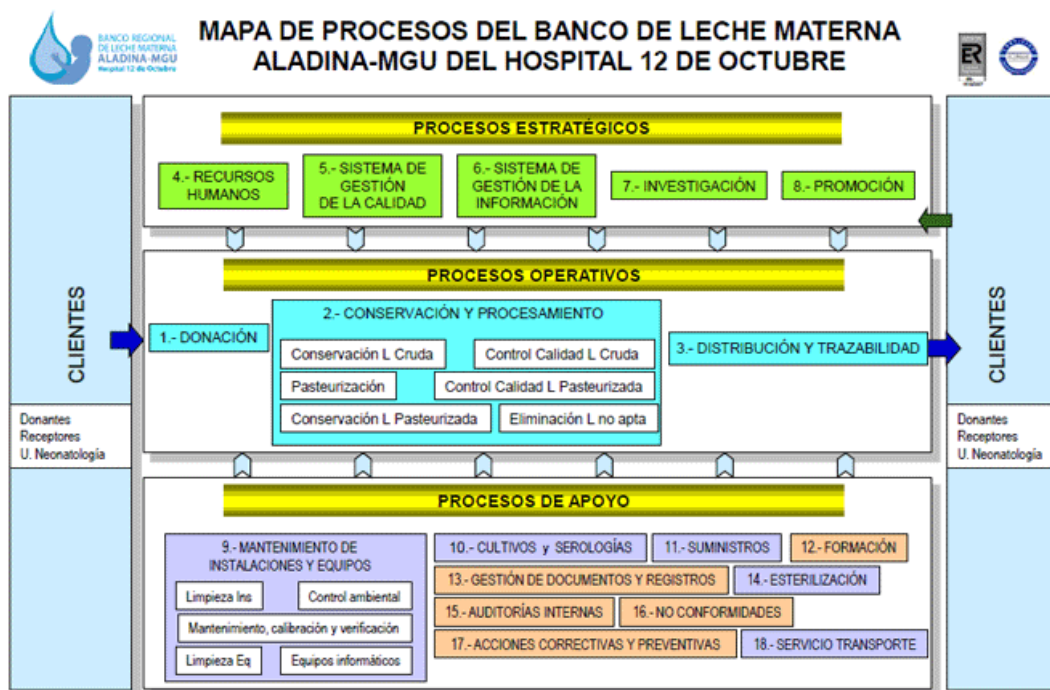 BANCO REGIONAL
DE LECHE MATERNA
ALADINA-MGU
Hospital 12 de Octubre
MAPA DE PROCESOS DEL BANCO DE LECHE MATERNA
ALADINA-MGU DEL HOSPITAL 12 DE OCTUBRE
ER
PROCESOS ESTRATÉGICOS
4.- RECURSOS
HUMANOS
5.- SISTEMA DE
GESTIÓN
DE LA CALIDAD
6.- SISTEMA DE
GESTIÓN DE LA
INFORMACIÓN
7.- INVESTIGACIÓN
8.- PROMOCIÓN
CLIENTES
Donantes
Receptores
U. Neonatología
PROCESOS OPERATIVOS
1.- DONACIÓN
2.- CONSERVACIÓN Y PROCESAMIENTO
Conservación L Cruda
Control Calidad L Cruda
Pasteurización
Control Calidad L Pasteurizada
Conservación L Pasteurizada
Eliminación L no apta
3.- DISTRIBUCIÓN Y TRAZABILIDAD
CLIENTES
Donantes
Receptores
U. Neonatología
PROCESOS DE APOYO
9.- MANTENIMIENTO DE
INSTALACIONES Y EQUIPOS
Limpieza Ins
Control ambiental
Mantenimiento, calibración y verificación
Limpieza Eq
Equipos informáticos
10.- CULTIVOS y SEROLOGÍAS
11.- SUMINISTROS
12.- FORMACIÓN
13.- GESTIÓN DE DOCUMENTOS Y REGISTROS
14.- ESTERILIZACIÓN
15.- AUDITORÍAS INTERNAS
16.- NO CONFORMIDADES
17.- ACCIONES CORRECTIVAS Y PREVENTIVAS
18.- SERVICIO TRANSPORTE